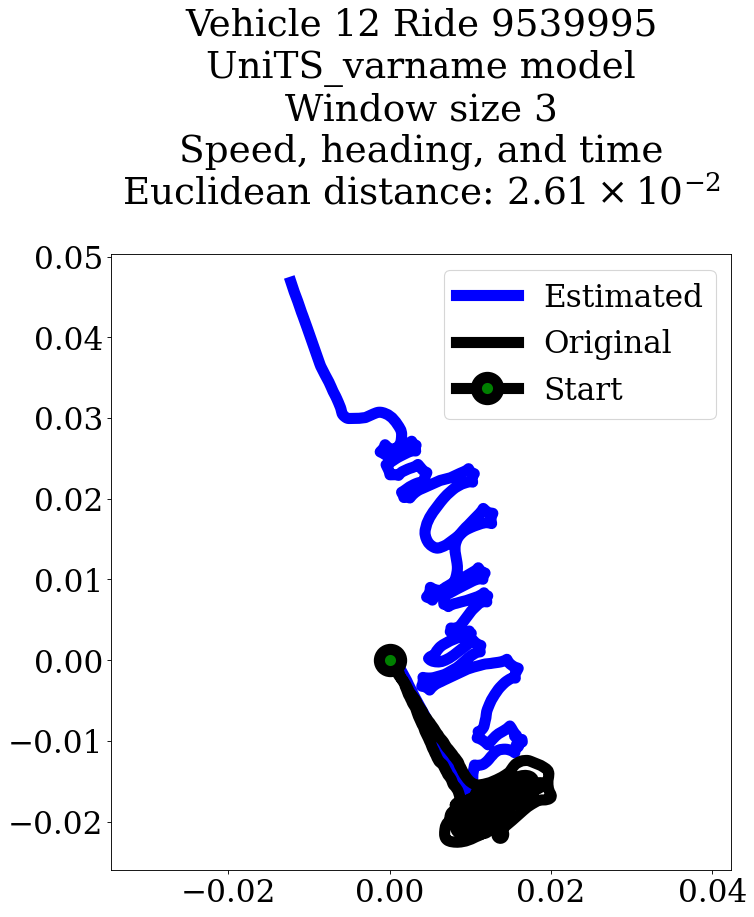 Vehicle 12 Ride 9539995
UniTS_varname model
Window size 3
Speed, heading, and time
Euclidean distance: 2.61 × 10⁻²
0.05
Estimated
0.04
Original
Start
0.03
0.02
0.01
0.00
−0.01
−0.02
−0.02 0.00 0.02 0.04